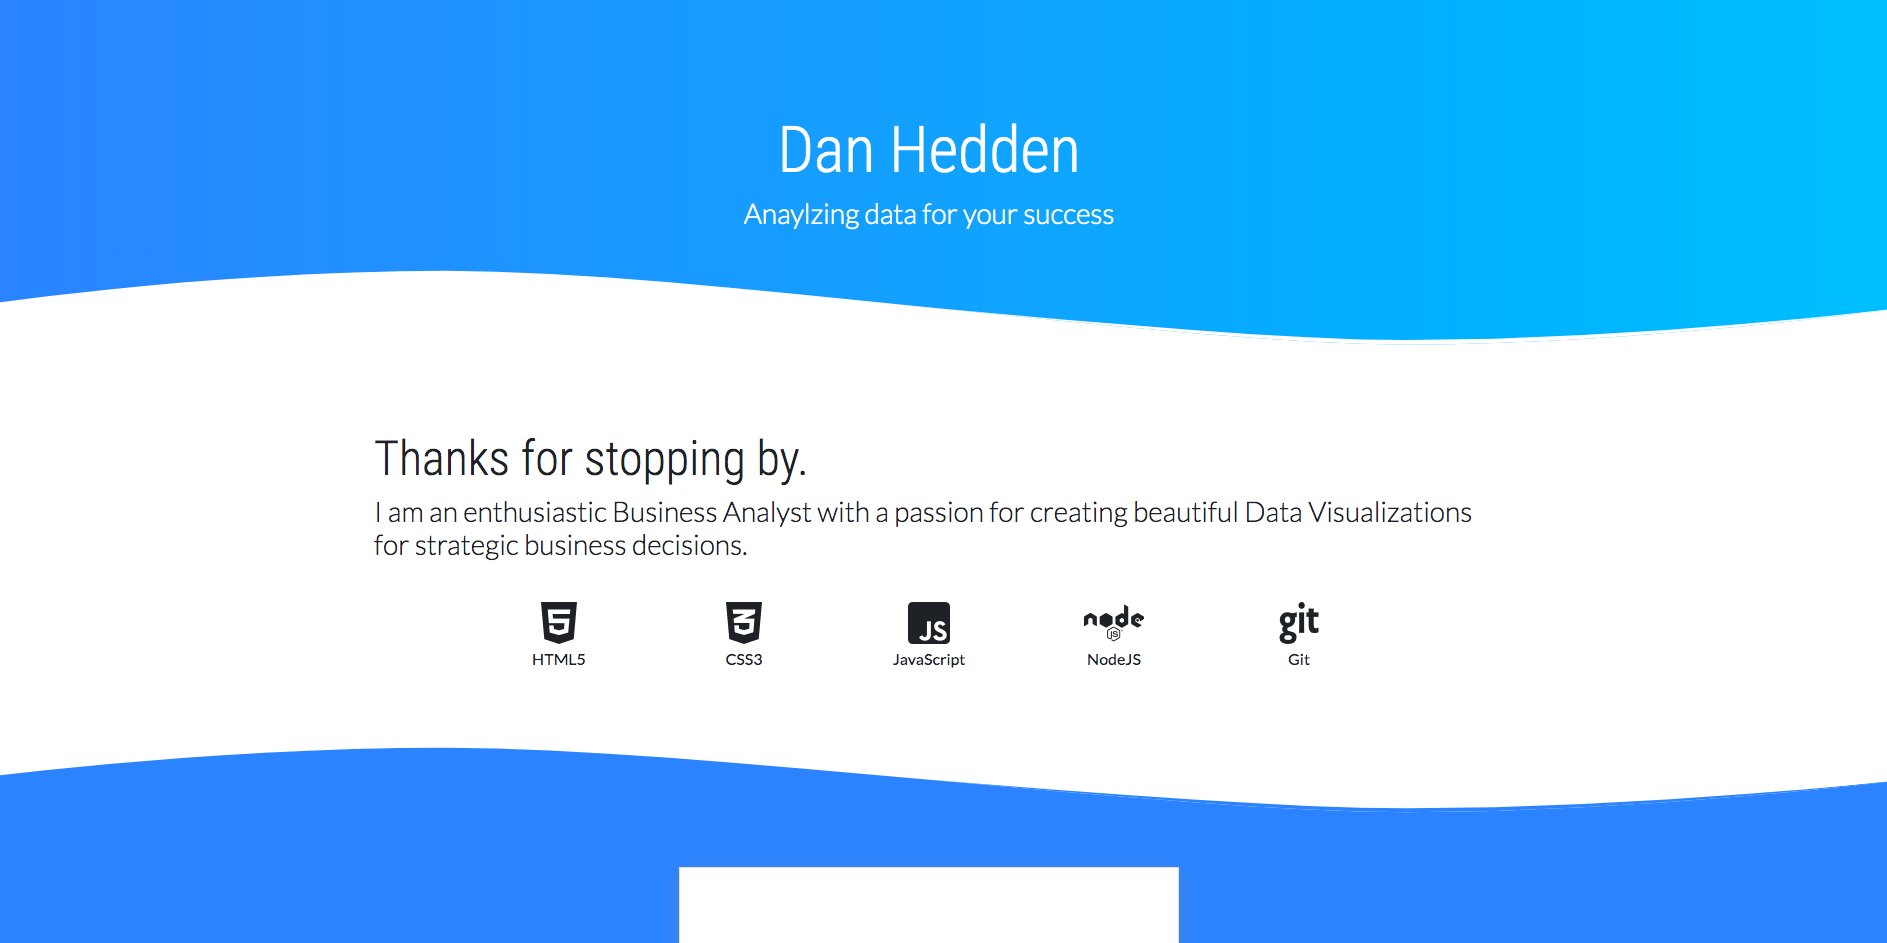 Dan Hedden
Anaylzing data for your success
Thanks for stopping by.
I am an enthusiastic Business Analyst with a passion for creating beautiful Data Visualizations
for strategic business decisions.
5 3 JS node JS git
HTML5 CSS3 JavaScript NodeJS Git